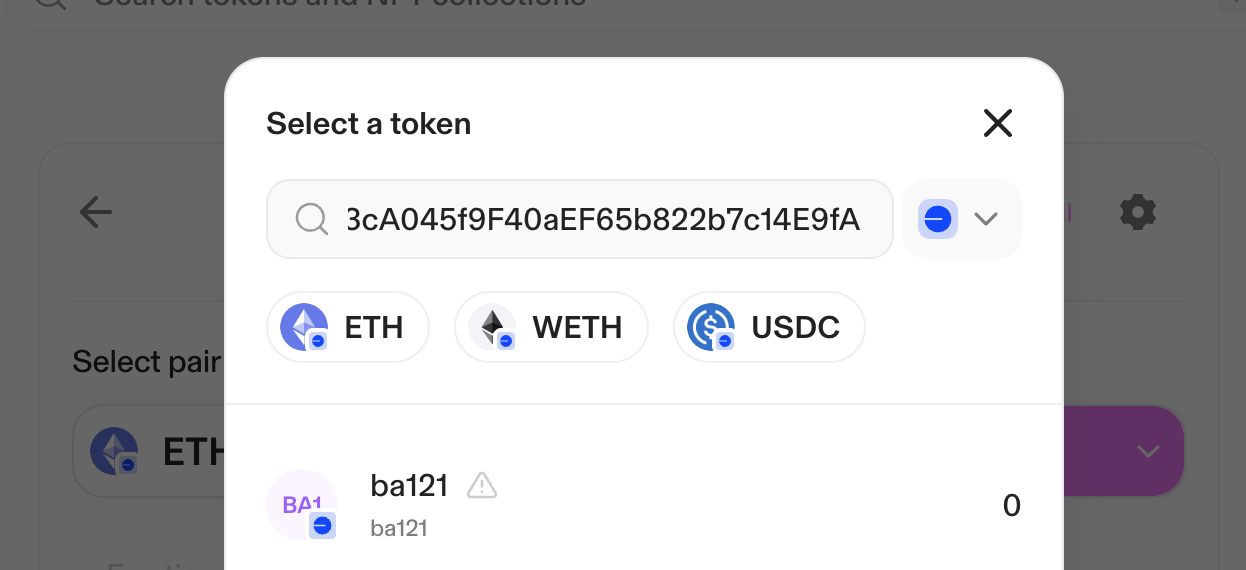 Search tokens and NFT collections
Select a token
3cA045f9F40aEF65b822b7c14E9fA
ETH
WETH
USDC
Select pair
ETH
BA1
ba121
ba121
0